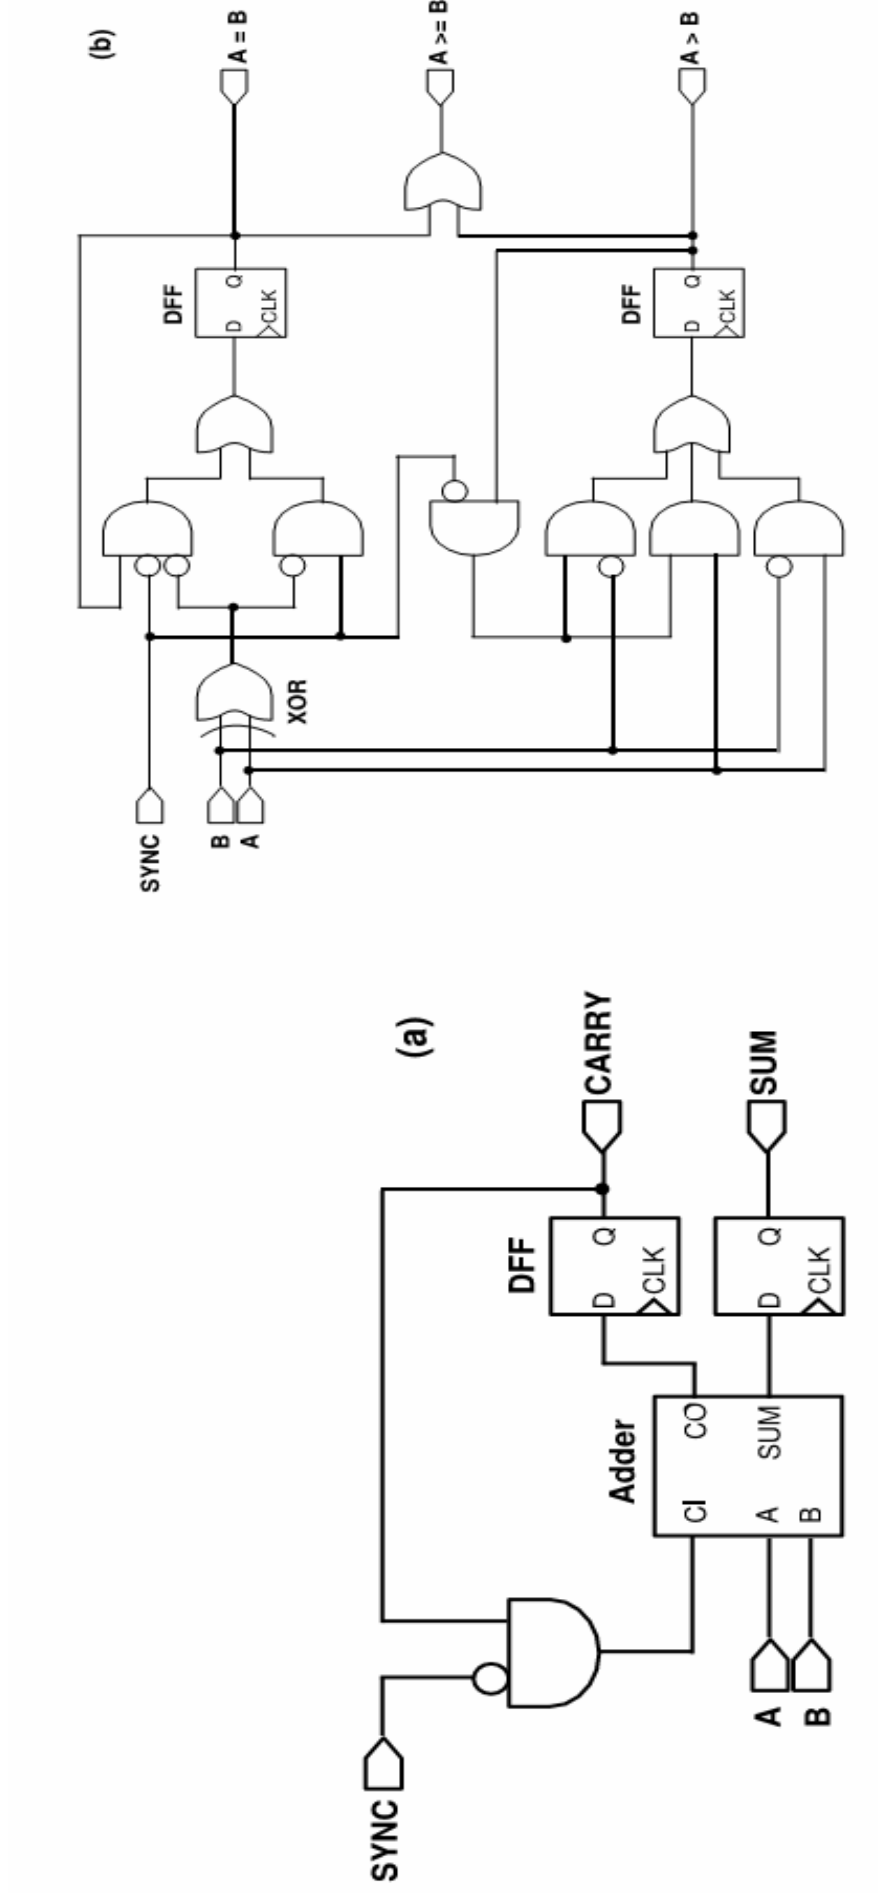 (a)
SYNC
A
B
Adder
CI
CO
A
SUM
B
DFF
D
Q
CLK
D
Q
CLK
CARRY
SUM
(b)
SYNC
B
A
XOR
DFF
D
Q
CLK
DFF
D
Q
CLK
A = B
A >= B
A > B